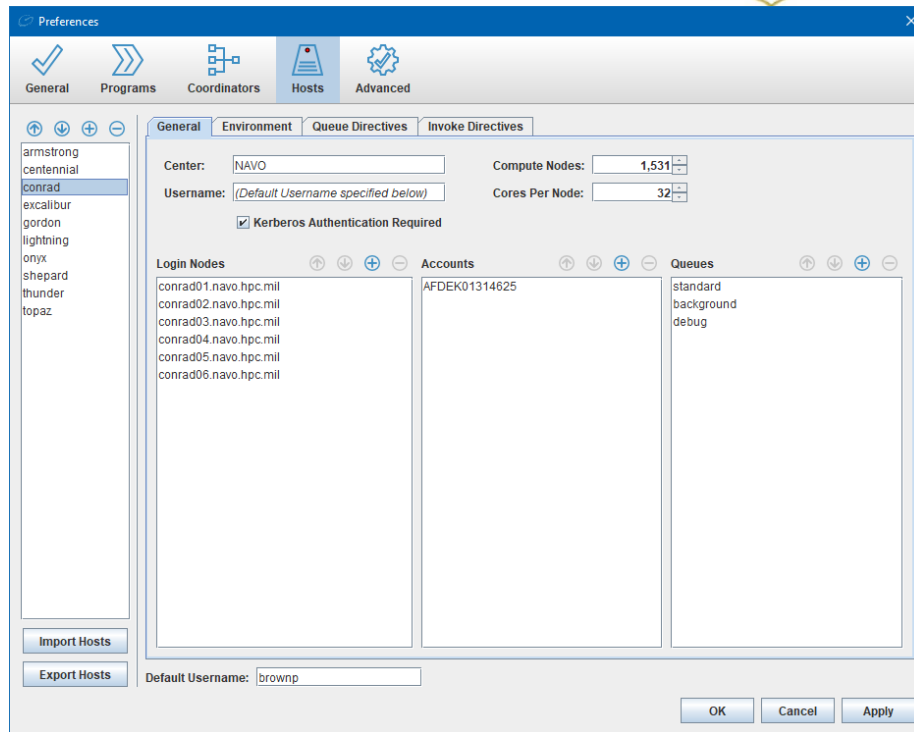 Preferences
General Programs Coordinators Hosts Advanced
General Environment Queue Directives Invoke Directives
armstrong
centennial
conrad
excalibur
gordon
lightning
onyx
shepard
thunder
topaz
Center: NAVO Compute Nodes: 1,531
Username: (Default Username specified below) Cores Per Node: 32
Kerberos Authentication Required
Login Nodes
conrad01.navo.hpc.mil
conrad02.navo.hpc.mil
conrad03.navo.hpc.mil
conrad04.navo.hpc.mil
conrad05.navo.hpc.mil
conrad06.navo.hpc.mil
Accounts
AFDEK01314625
Queues
standard
background
debug
Import Hosts
Export Hosts
Default Username: brownp
OK Cancel Apply